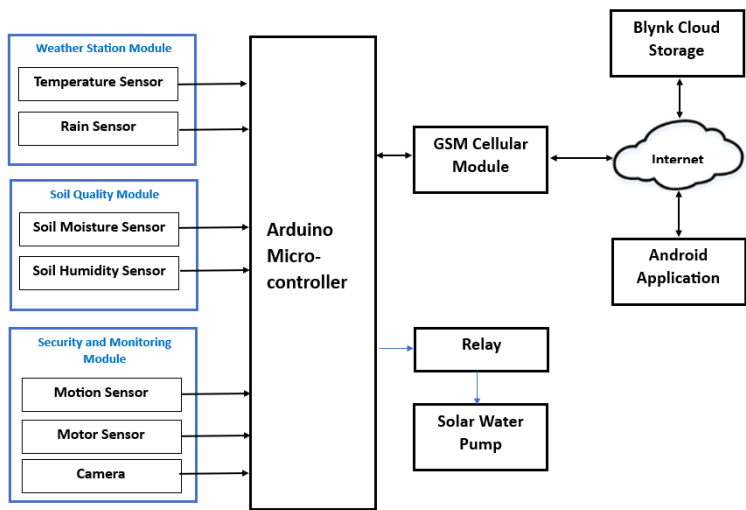 Weather Station Module
Temperature Sensor
Rain Sensor
Soil Quality Module
Soil Moisture Sensor
Soil Humidity Sensor
Security and Monitoring
Module
Motion Sensor
Motor Sensor
Camera
Arduino
Micro-
controller
GSM Cellular
Module
Relay
Solar Water
Pump
Blynk Cloud
Storage
Internet
Android
Application